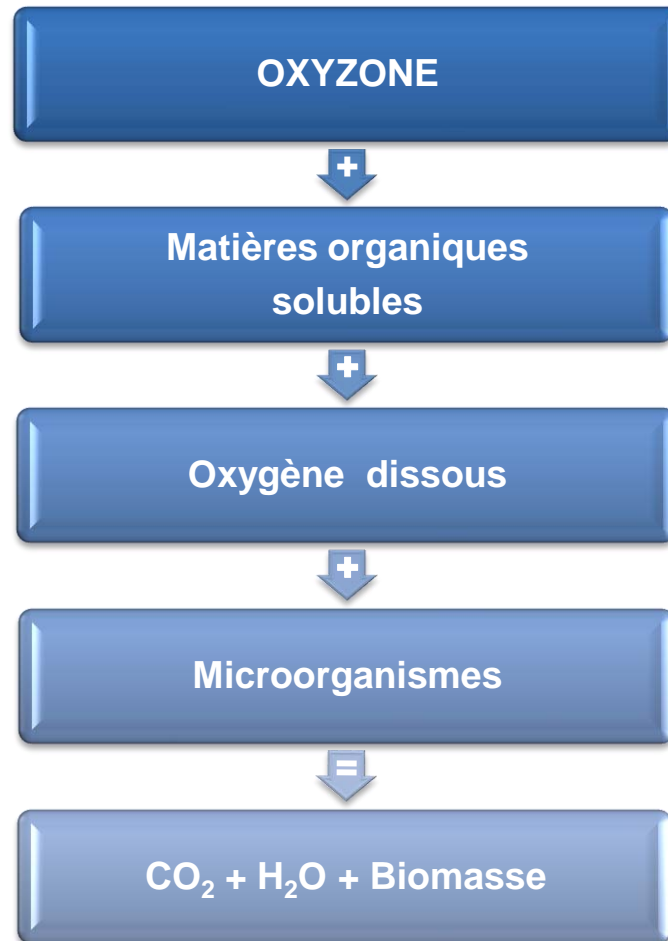 OXYZONE
+
Matières organiques
solubles
+
Oxygène dissous
+
Microorganismes
=
CO₂ + H₂O + Biomasse